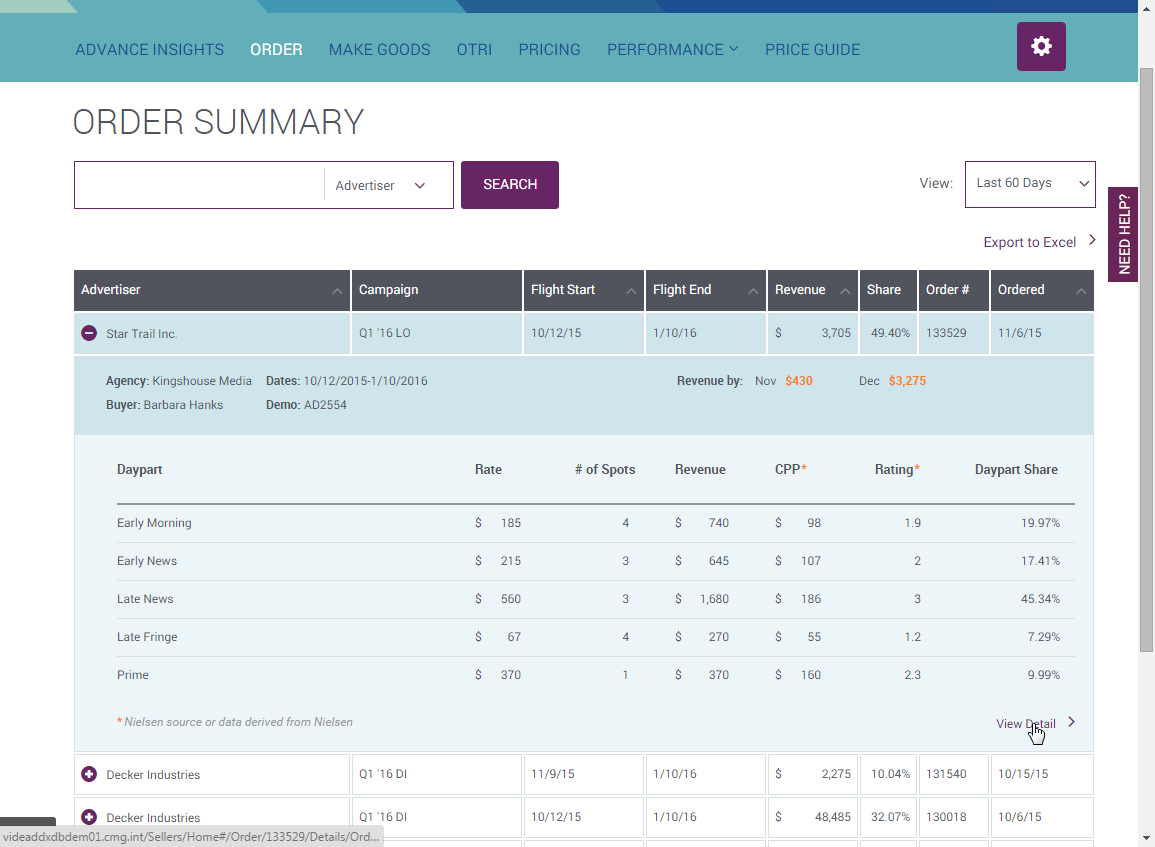 ADVANCE INSIGHTS ORDER MAKE GOODS OTRI PRICING PERFORMANCE PRICE GUIDE
ORDER SUMMARY
Advertiser SEARCH View: Last 60 Days
NEED HELP?
Export to Excel
Advertiser Campaign Flight Start Flight End Revenue Share Order # Ordered
Star Trail Inc. Q1 '16 LO 10/12/15 1/10/16 $ 3,705 49.40% 133529 11/6/15
Agency: Kingshouse Media Dates: 10/12/2015-1/10/2016 Revenue by: Nov $430 Dec $3,275
Buyer: Barbara Hanks Demo: AD2554
Daypart Rate # of Spots Revenue CPP* Rating* Daypart Share
Early Morning $ 185 4 $ 740 $ 98 1.9 19.97%
Early News $ 215 3 $ 645 $ 107 2 17.41%
Late News $ 560 3 $ 1,680 $ 186 3 45.34%
Late Fringe $ 67 4 $ 270 $ 55 1.2 7.29%
Prime $ 370 1 $ 370 $ 160 2.3 9.99%
* Nielsen source or data derived from Nielsen
View Detail
Decker Industries Q1 '16 DI 11/9/15 1/10/16 $ 2,275 10.04% 131540 10/15/15
Decker Industries Q1 '16 DI 10/12/15 1/10/16 $ 48,485 32.07% 130018 10/6/15
videaddxdbdem01.cmg.int/Sellers/Home#/Order/133529/Details/Ord...